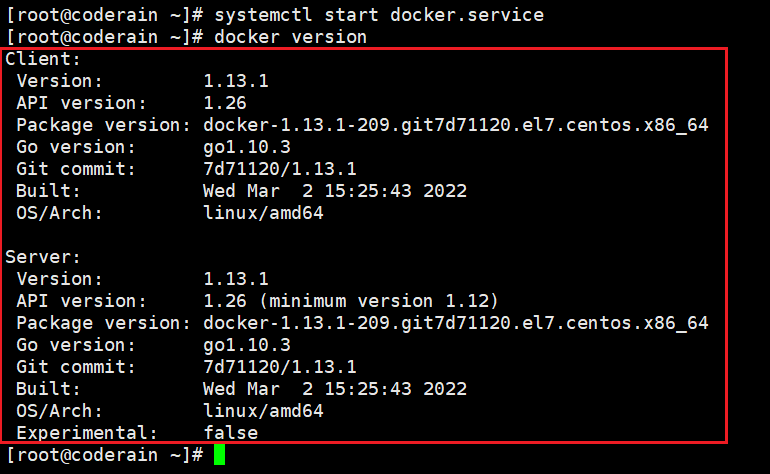 [root@coderain ~]# systemctl start docker.service
[root@coderain ~]# docker version
Client:
 Version:         1.13.1
 API version:     1.26
 Package version: docker-1.13.1-209.git7d71120.el7.centos.x86_64
 Go version:      go1.10.3
 Git commit:      7d71120/1.13.1
 Built:           Wed Mar  2 15:25:43 2022
 OS/Arch:         linux/amd64

Server:
 Version:         1.13.1
 API version:     1.26 (minimum version 1.12)
 Package version: docker-1.13.1-209.git7d71120.el7.centos.x86_64
 Go version:      go1.10.3
 Git commit:      7d71120/1.13.1
 Built:           Wed Mar  2 15:25:43 2022
 OS/Arch:         linux/amd64
 Experimental:    false
[root@coderain ~]#